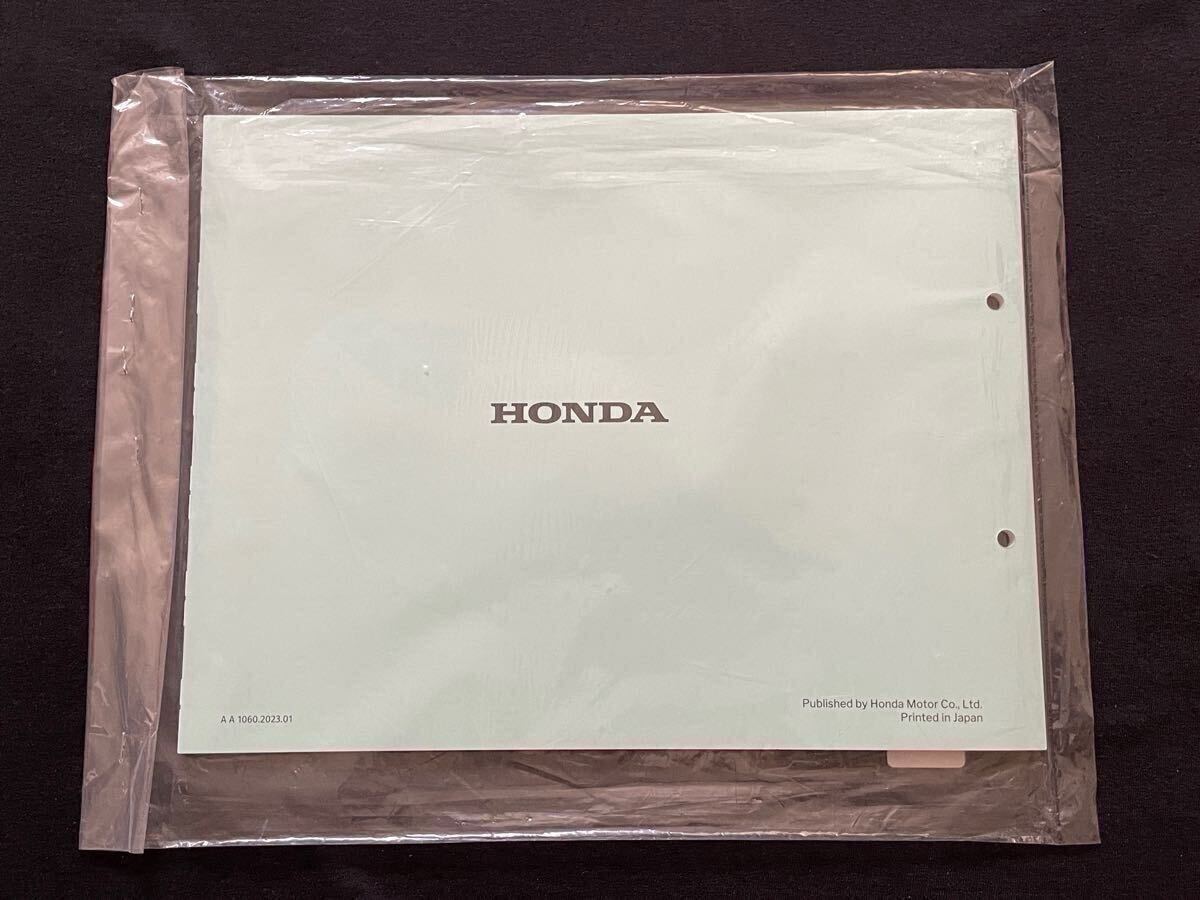 HONDA
A A 1060.2023.01
Published by Honda Motor Co., Ltd.
Printed in Japan